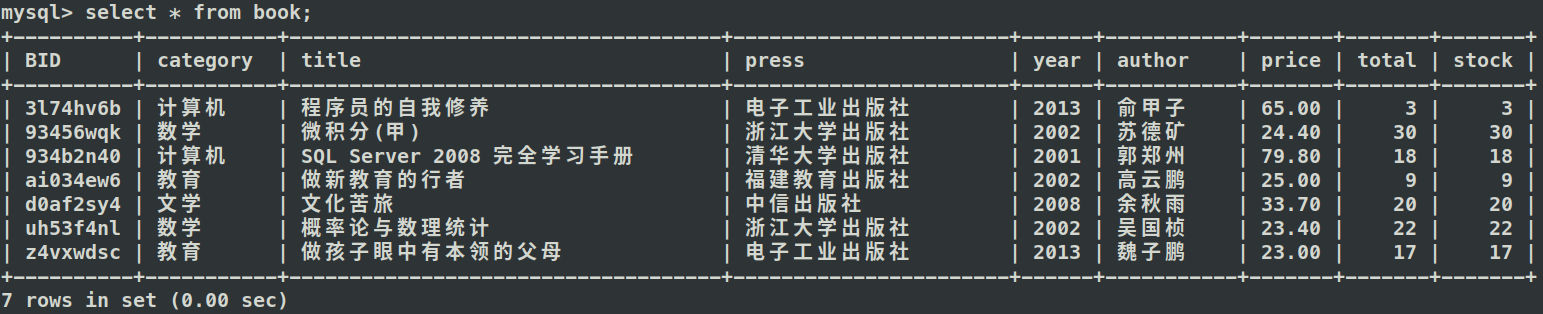 mysql> select * from book;
+----------+-----------+------------------------------------+-----------------------+------+-----------+-------+-------+-------+
| BID      | category  | title                              | press                 | year | author    | price | total | stock |
+----------+-----------+------------------------------------+-----------------------+------+-----------+-------+-------+-------+
| 3l74hv6b | 计算机 | 程序员的自我修养 | 电子工业出版社 | 2013 | 俞甲子 | 65.00 | 3 | 3 |
| 93456wqk | 数学 | 微积分(甲) | 浙江大学出版社 | 2002 | 苏德矿 | 24.40 | 30 | 30 |
| 934b2n40 | 计算机 | SQL Server 2008 完全学习手册 | 清华大学出版社 | 2001 | 郭郑州 | 79.80 | 18 | 18 |
| ai034ew6 | 教育 | 做新教育的行者 | 福建教育出版社 | 2002 | 高云鹏 | 25.00 | 9 | 9 |
| d0af2sy4 | 文学 | 文化苦旅 | 中信出版社 | 2008 | 余秋雨 | 33.70 | 20 | 20 |
| uh53f4nl | 数学 | 概率论与数理统计 | 浙江大学出版社 | 2002 | 吴国桢 | 23.40 | 22 | 22 |
| z4vxwdsc | 教育 | 做孩子眼中有本领的父母 | 电子工业出版社 | 2013 | 魏子鹏 | 23.00 | 17 | 17 |
+----------+-----------+------------------------------------+-----------------------+------+-----------+-------+-------+-------+
7 rows in set (0.00 sec)